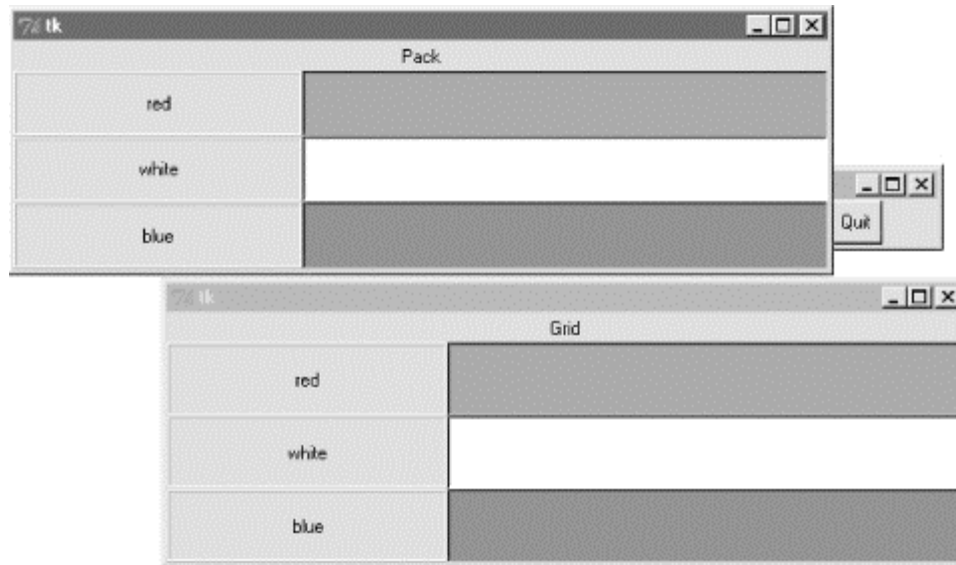 tk
Pack
red
white
blue
Quit
tk
Grid
red
white
blue